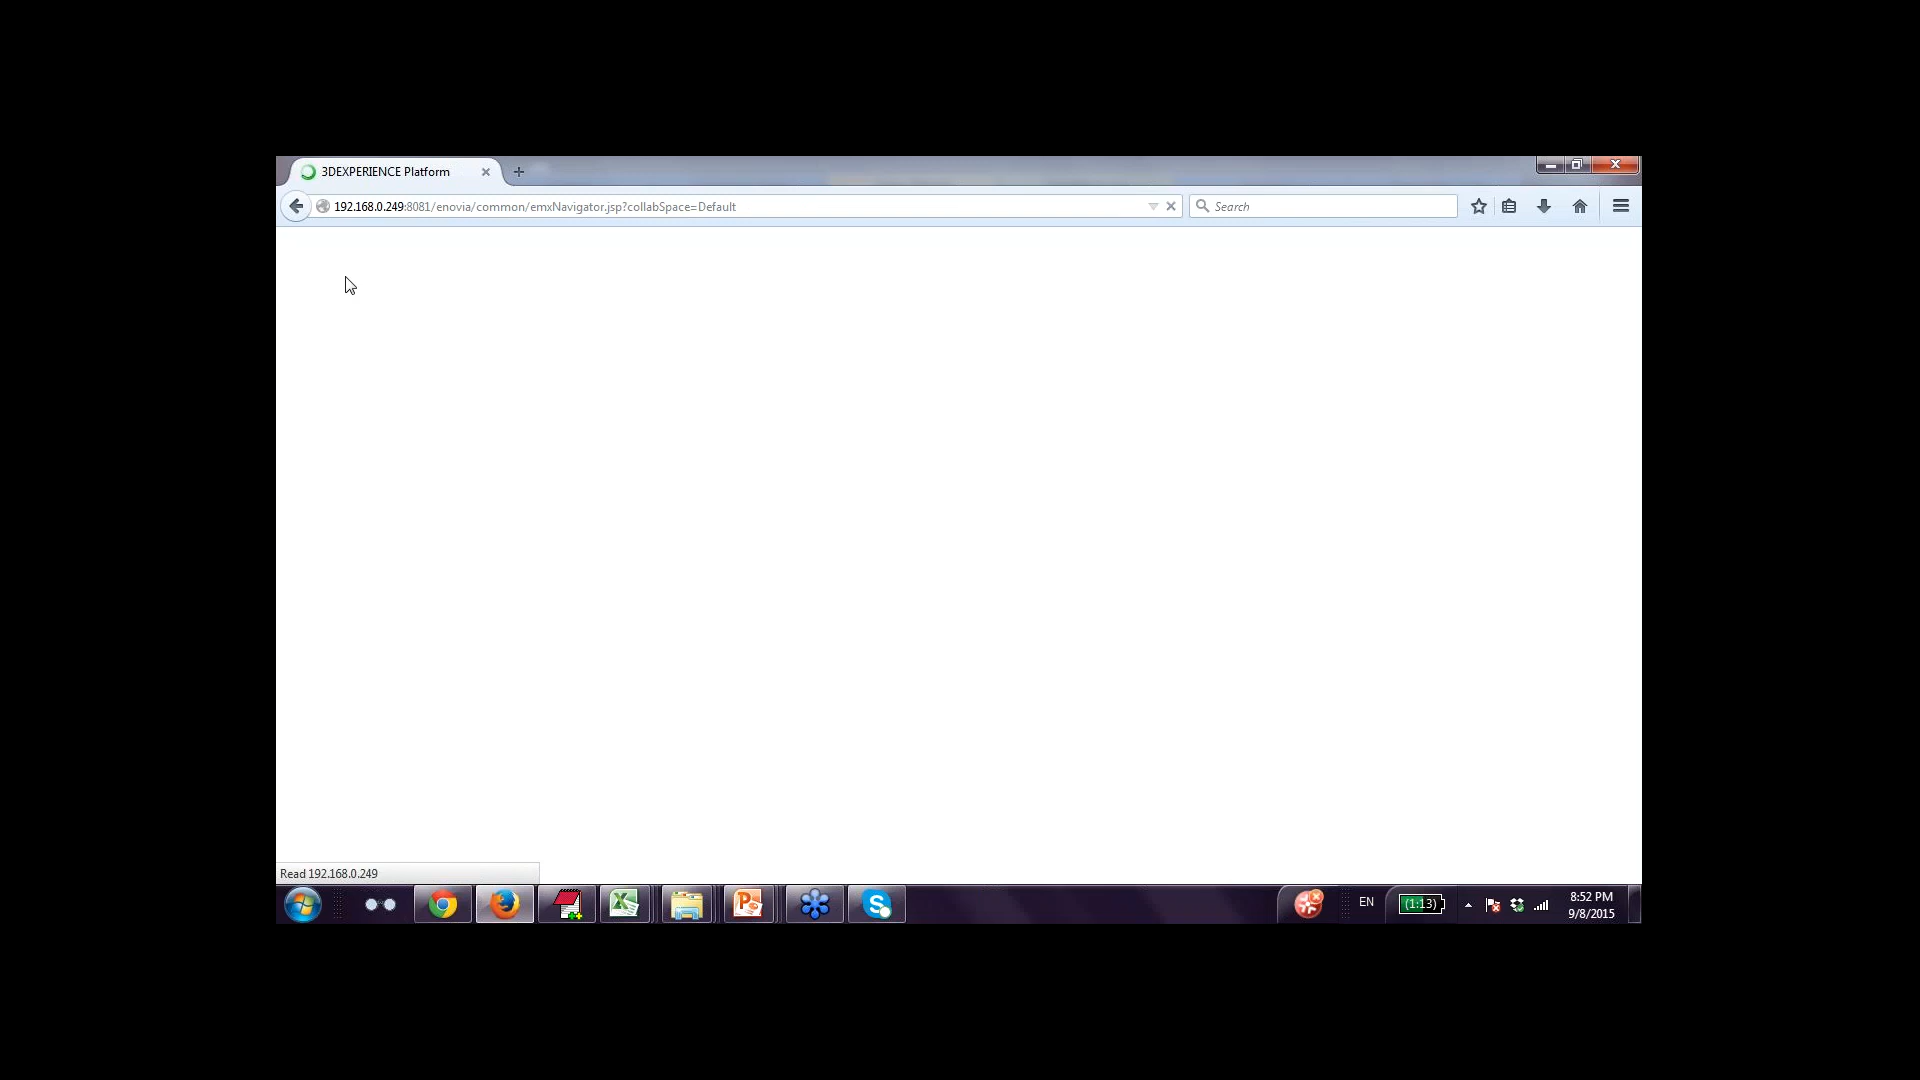 3DEXPERIENCE Platform
192.168.0.249:8081/enovia/common/emxNavigator.jsp?collabSpace=Default
Search
Read 192.168.0.249
EN
(1:13)
8:52 PM
9/8/2015